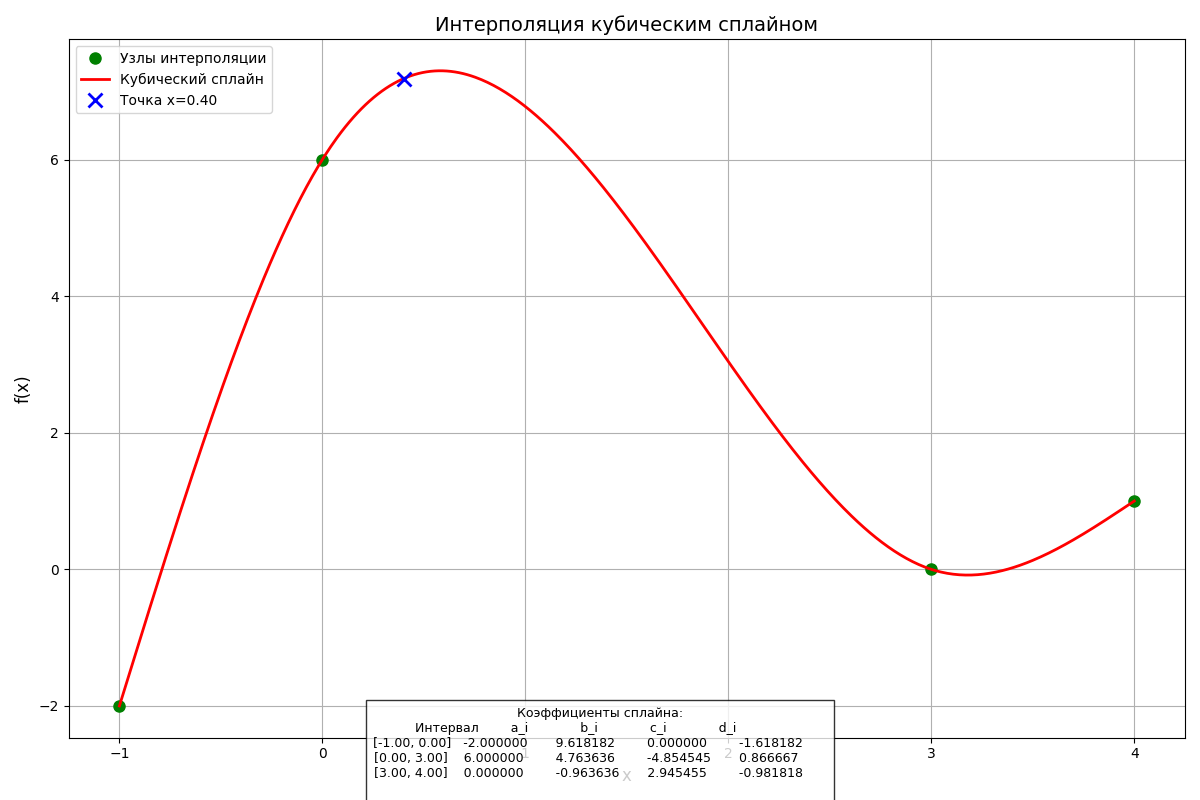 Интерполяция кубическим сплайном
Узлы интерполяции
Кубический сплайн
Точка x=0.40
f(x)
6
4
2
0
−2
−1 0 1 2 3 4
x
Коэффициенты сплайна:
Интервал a_i b_i c_i d_i
[-1.00, 0.00] -2.000000 9.618182 0.000000 -1.618182
[0.00, 3.00] 6.000000 4.763636 -4.854545 0.866667
[3.00, 4.00] 0.000000 -0.963636 2.945455 -0.981818